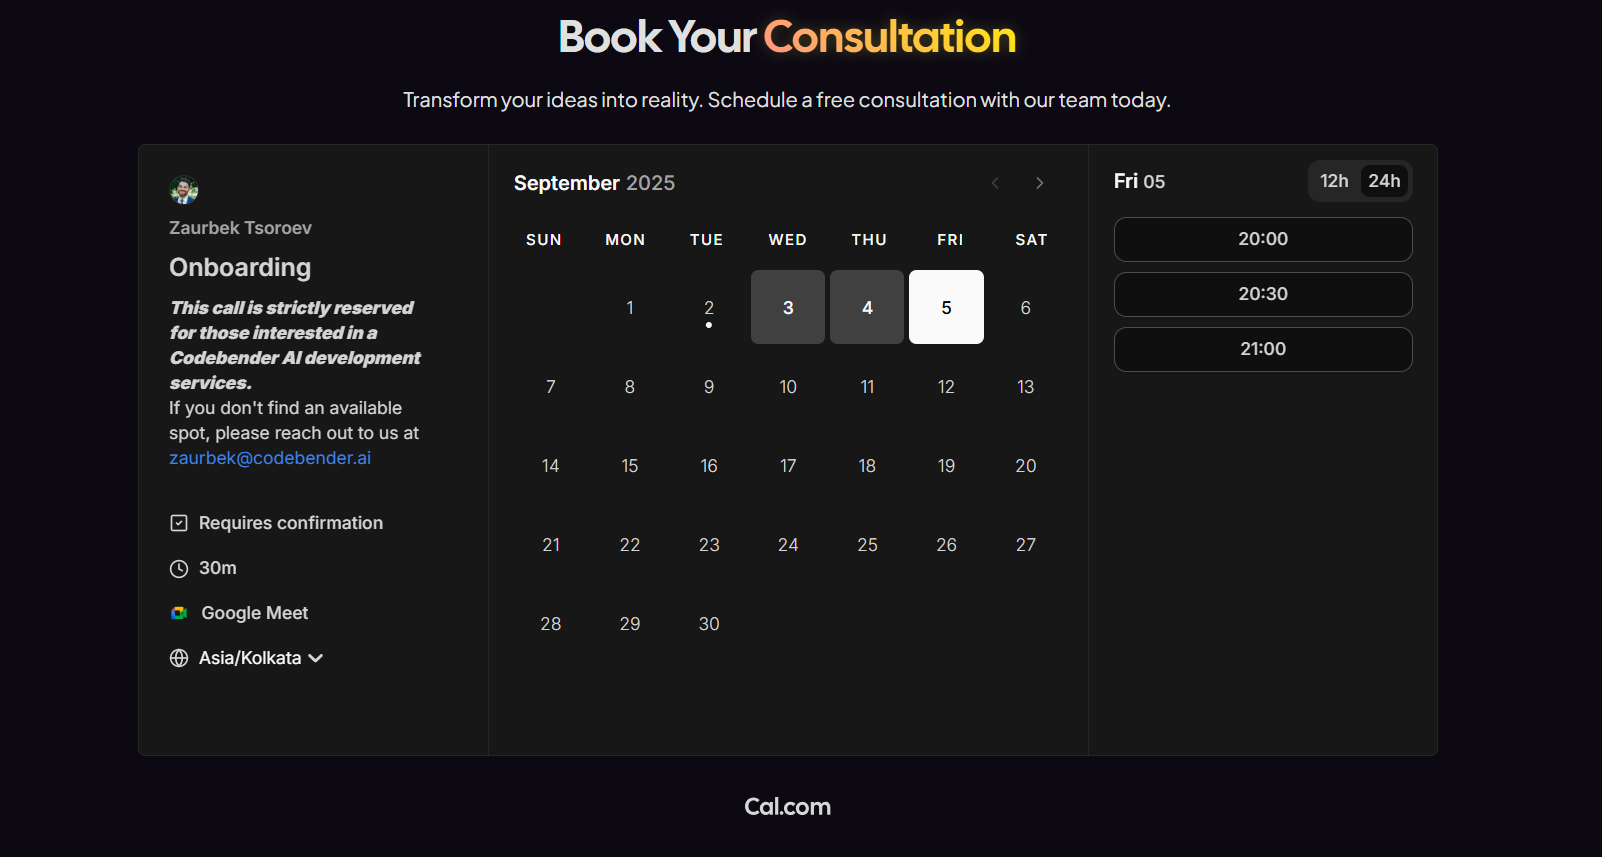 Book Your Consultation
Transform your ideas into reality. Schedule a free consultation with our team today.
Zaurbek Tsoroev
Onboarding
This call is strictly reserved
for those interested in a
Codebender AI development
services.
If you don't find an available
spot, please reach out to us at
zaurbek@codebender.ai
Requires confirmation
30m
Google Meet
Asia/Kolkata
September 2025
SUN MON TUE WED THU FRI SAT
1 2 3 4 5 6
7 8 9 10 11 12 13
14 15 16 17 18 19 20
21 22 23 24 25 26 27
28 29 30
Fri 05
12h 24h
20:00
20:30
21:00
Cal.com